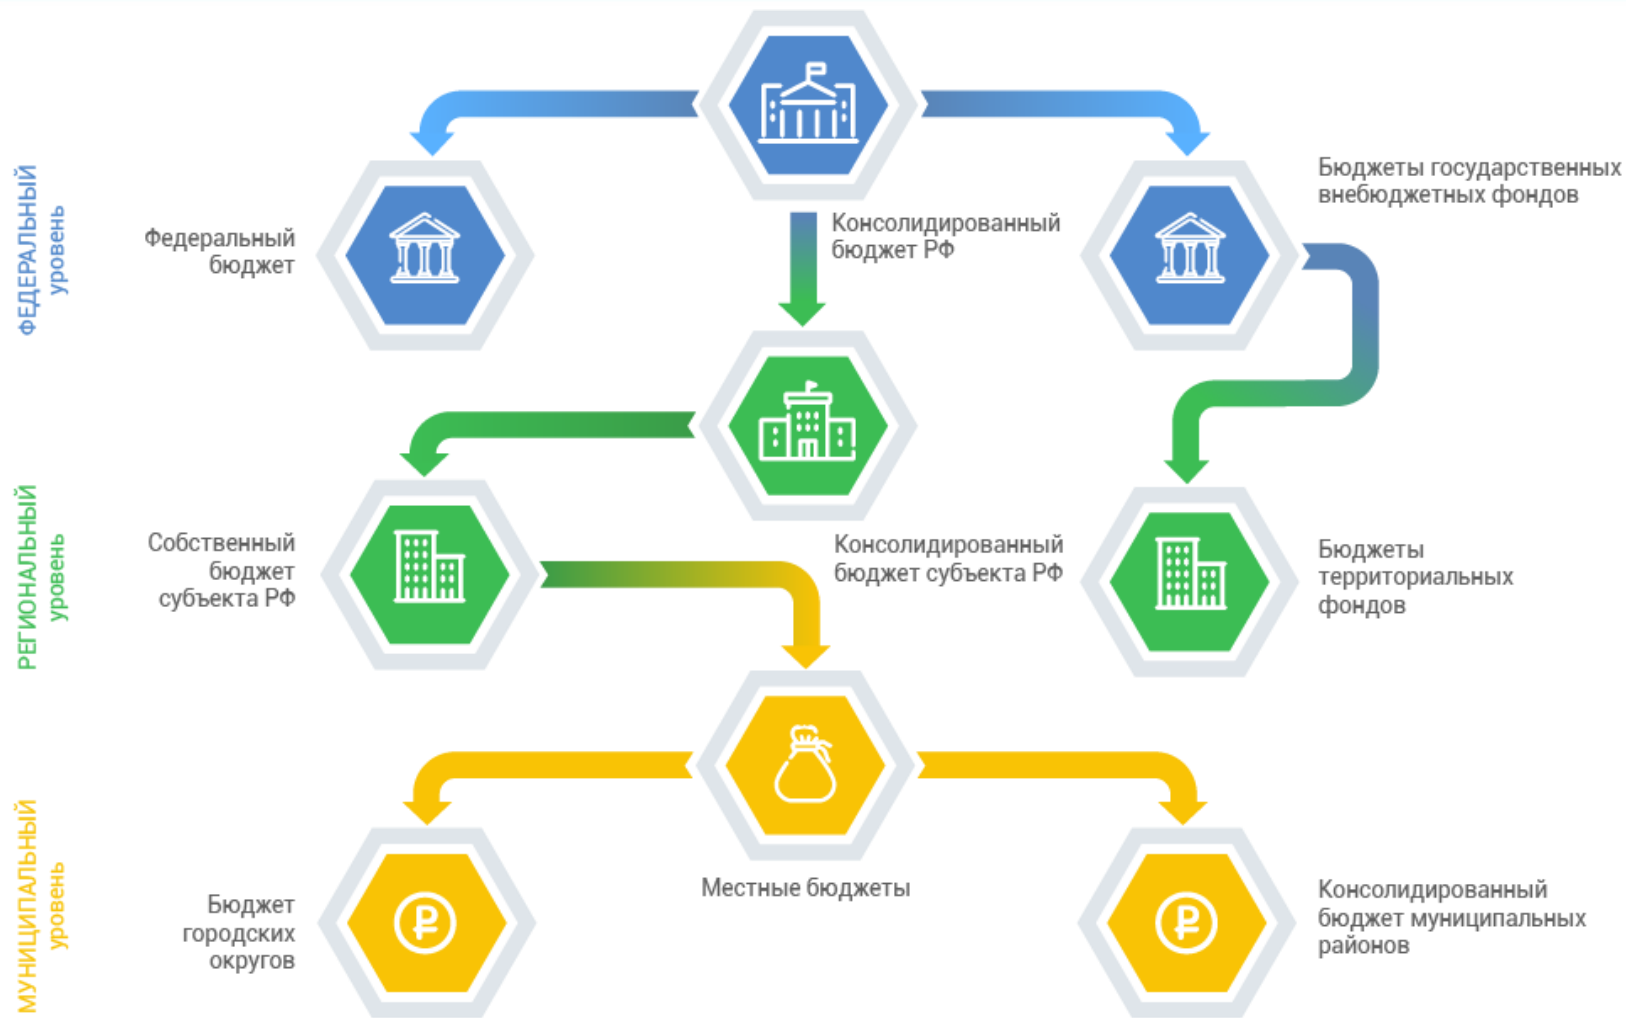 ФЕДЕРАЛЬНЫЙ
уровень
Федеральный
бюджет
Консолидированный
бюджет РФ
Бюджеты государственных
внебюджетных фондов
РЕГИОНАЛЬНЫЙ
уровень
Собственный
бюджет
субъекта РФ
Консолидированный
бюджет субъекта РФ
Бюджеты
территориальных
фондов
МУНИЦИПАЛЬНЫЙ
уровень
Местные бюджеты
Бюджет
городских
округов
Консолидированный
бюджет муниципальных
районов